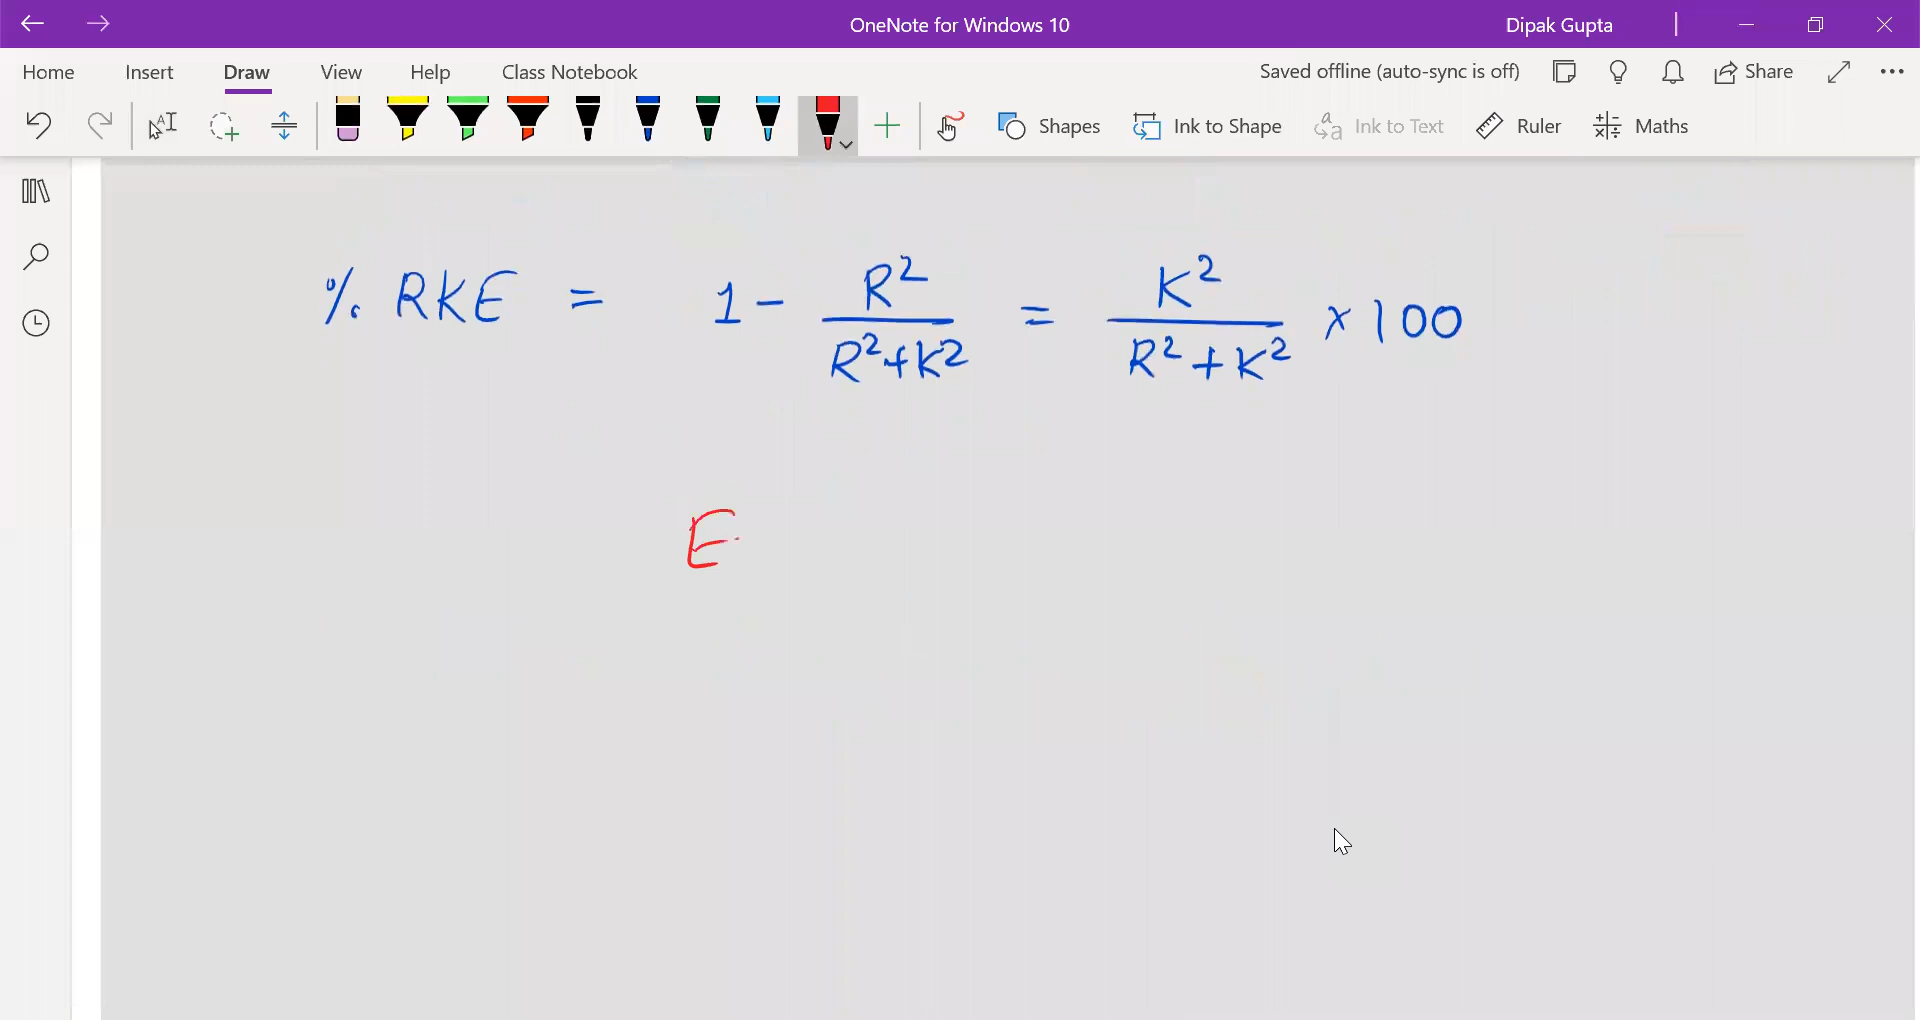 OneNote for Windows 10 Dipak Gupta
Home Insert Draw View Help Class Notebook Saved offline (auto-sync is off) Share
Shapes Ink to Shape Ink to Text Ruler Maths
% RKE = 1 - R²/(R²+K²) = K²/(R²+K²) × 100
E